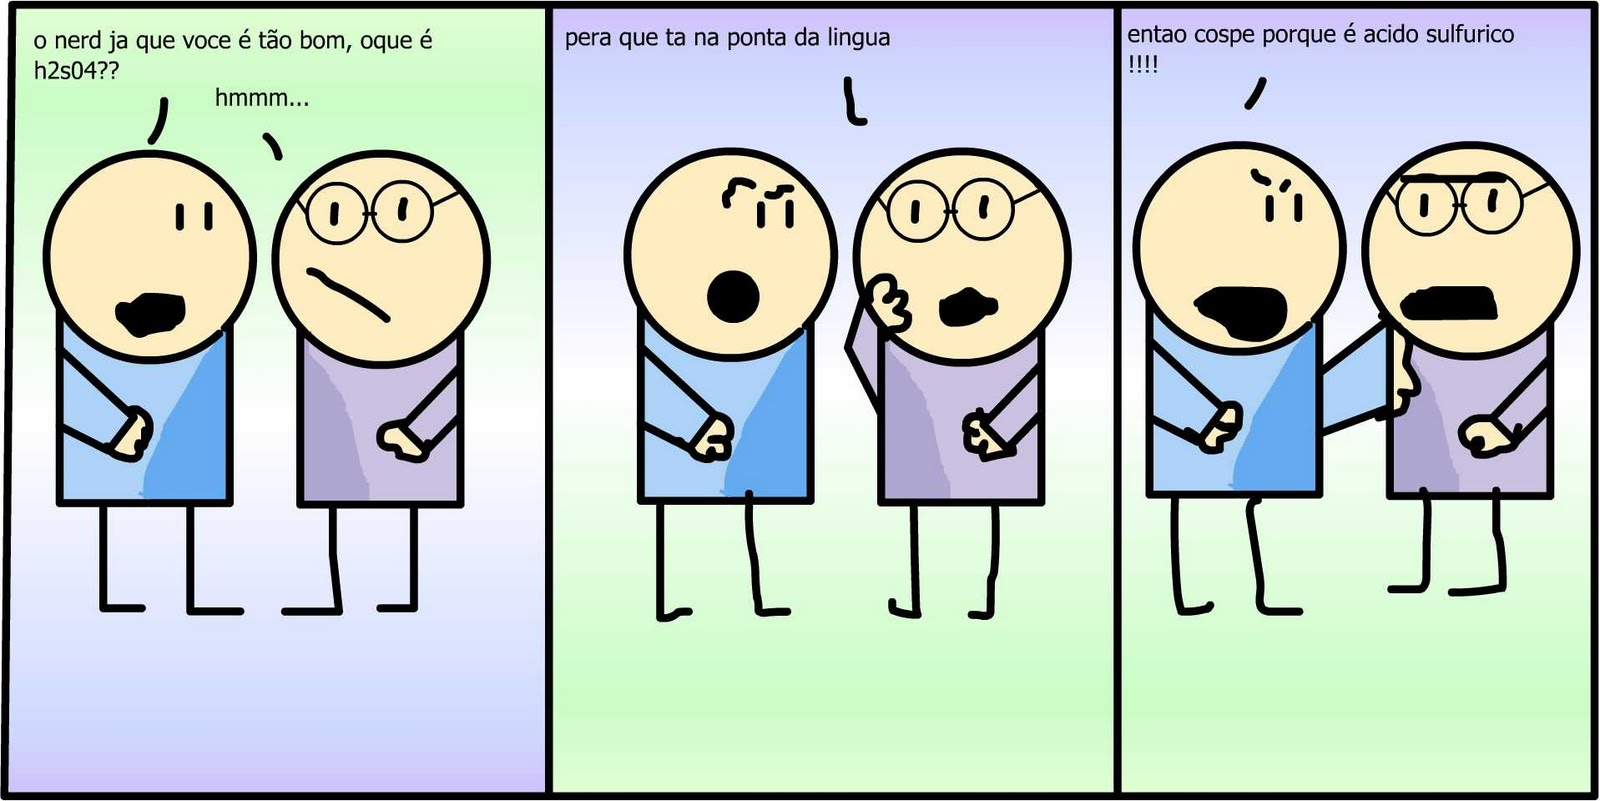 o nerd ja que voce é tão bom, oque é
h2s04??
hmmm...
pera que ta na ponta da lingua
entao cospe porque é acido sulfurico
!!!!